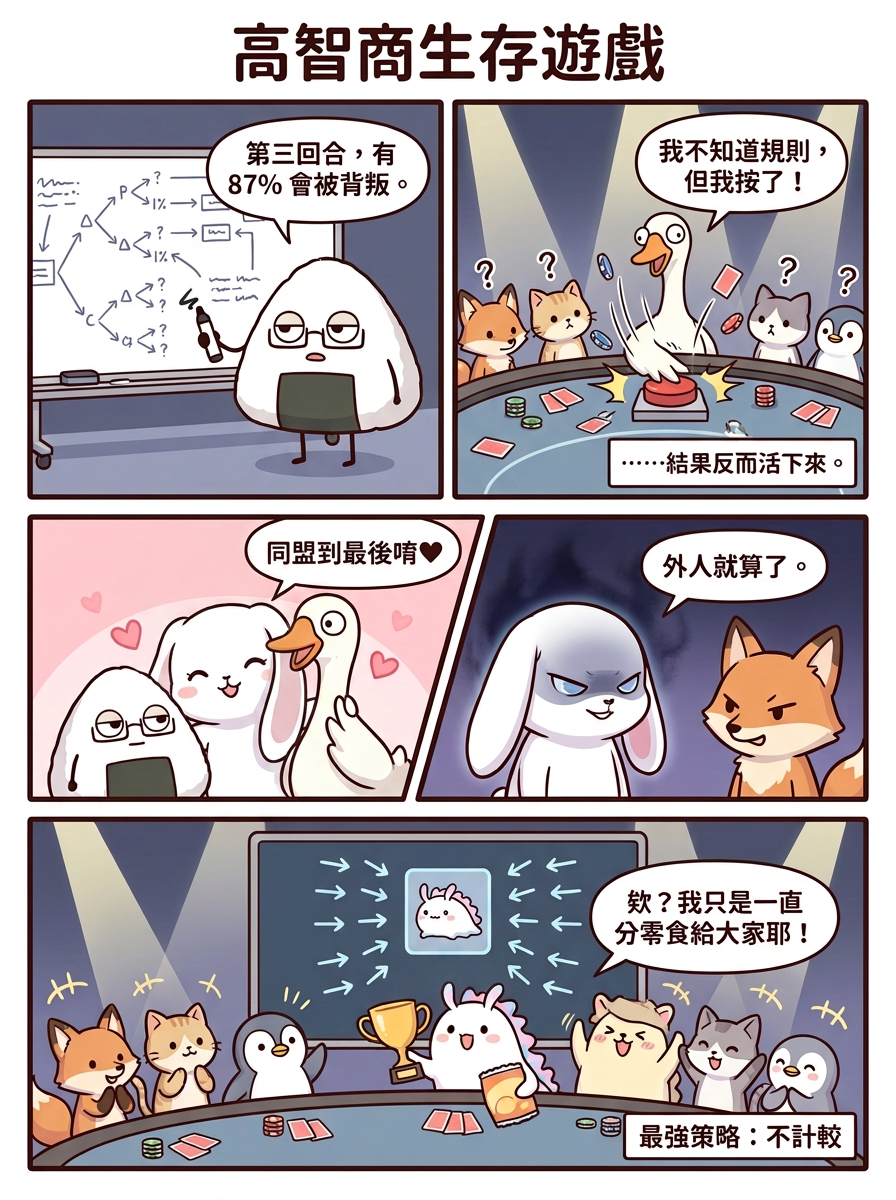 高智商生存遊戲
第三回合，有
87% 會被背叛。
P
?
1%
?
1%
?
?
C
a
?
?
我不知道規則，
但我按了！
?
?
?
?
……結果反而活下來。
同盟到最後唷♥
外人就算了。
欸？我只是一直
分零食給大家耶！
最強策略：不計較